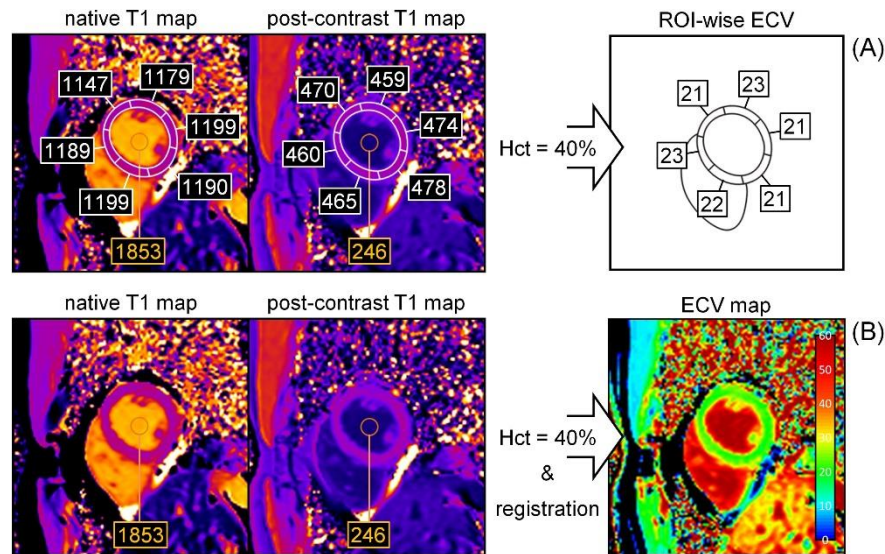 native T1 map
post-contrast T1 map
ROI-wise ECV
(A)
1147
1179
1199
1189
1199
1190
1853
470
459
474
460
465
478
246
Hct = 40%
21
23
21
23
22
21
native T1 map
post-contrast T1 map
ECV map
(B)
1853
246
Hct = 40%
&
registration
60
50
40
30
20
10
0